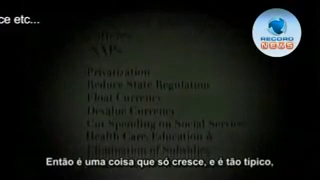 ce etc...
RECORD
NEWS
Policies
SAPs
Privatization
Reduce State Regulation
Float Currency
Devalue Currency
Cut Spending on Social Services
Health Care, Education &
Elimination of Subsidies
Então é uma coisa que só cresce, e é tão típico,